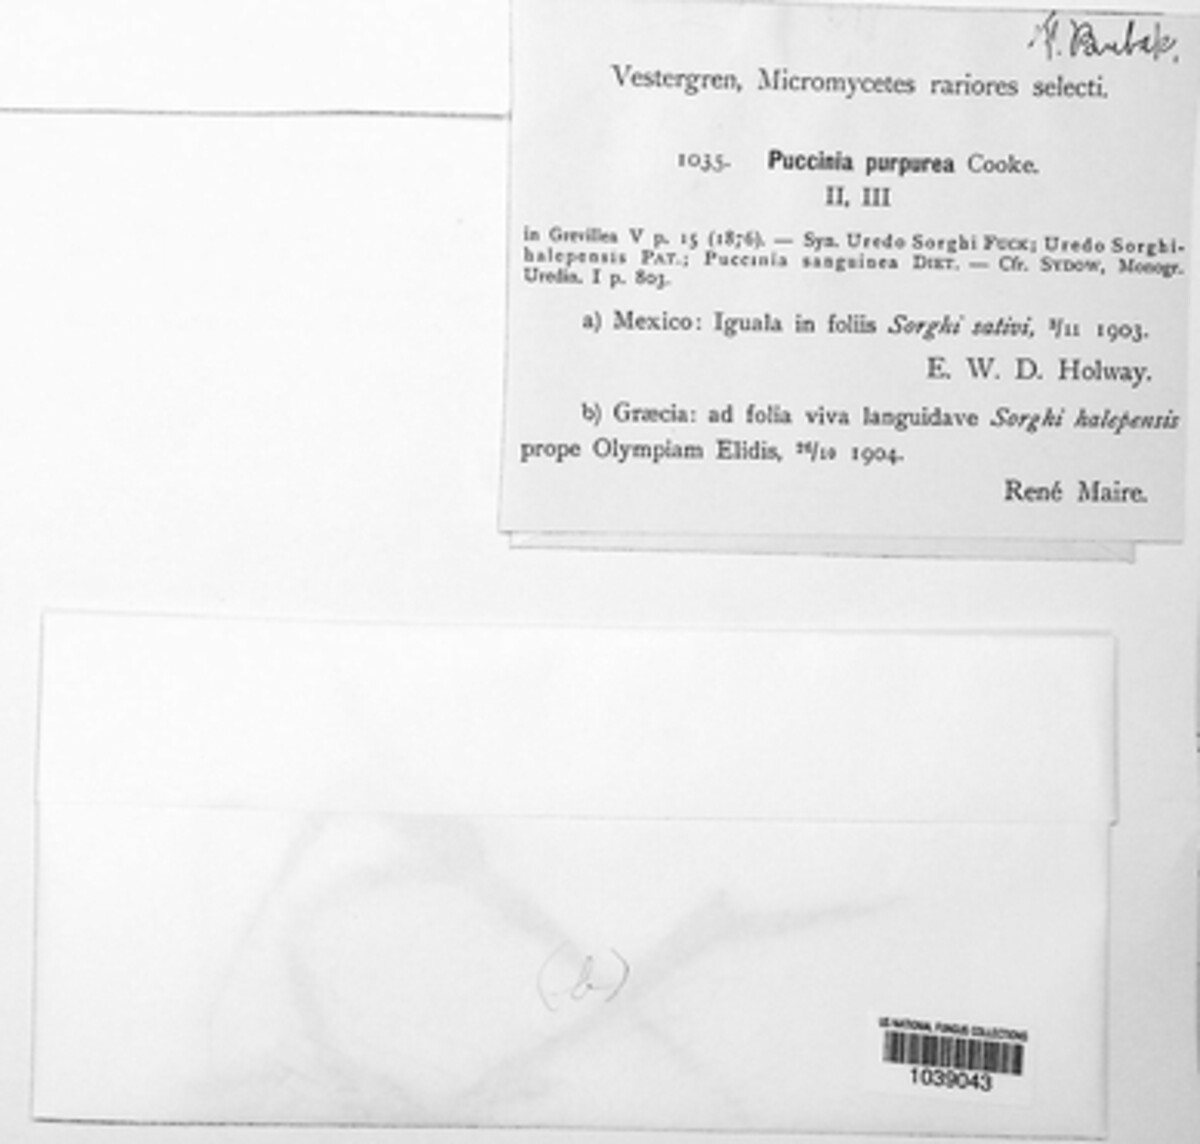 F. Bubak.
Vestergren, Micromycetes rariores selecti.
1035. Puccinia purpurea Cooke.
II, III
in Grevillea V p. 15 (1876). — Syn. Uredo Sorghi FUCK; Uredo Sorghi-
halepensis PAT.; Puccinia sanguinea DIET. — Cfr. SYDOW, Monogr.
Uredin. I p. 803.
a) Mexico: Iguala in foliis Sorghi sativi, 3/11 1903.
E. W. D. Holway.
b) Græcia: ad folia viva languidave Sorghi halepensis
prope Olympiam Elidis, 26/10 1904.
René Maire.
(b)
US NATIONAL FUNGUS COLLECTIONS
1039043